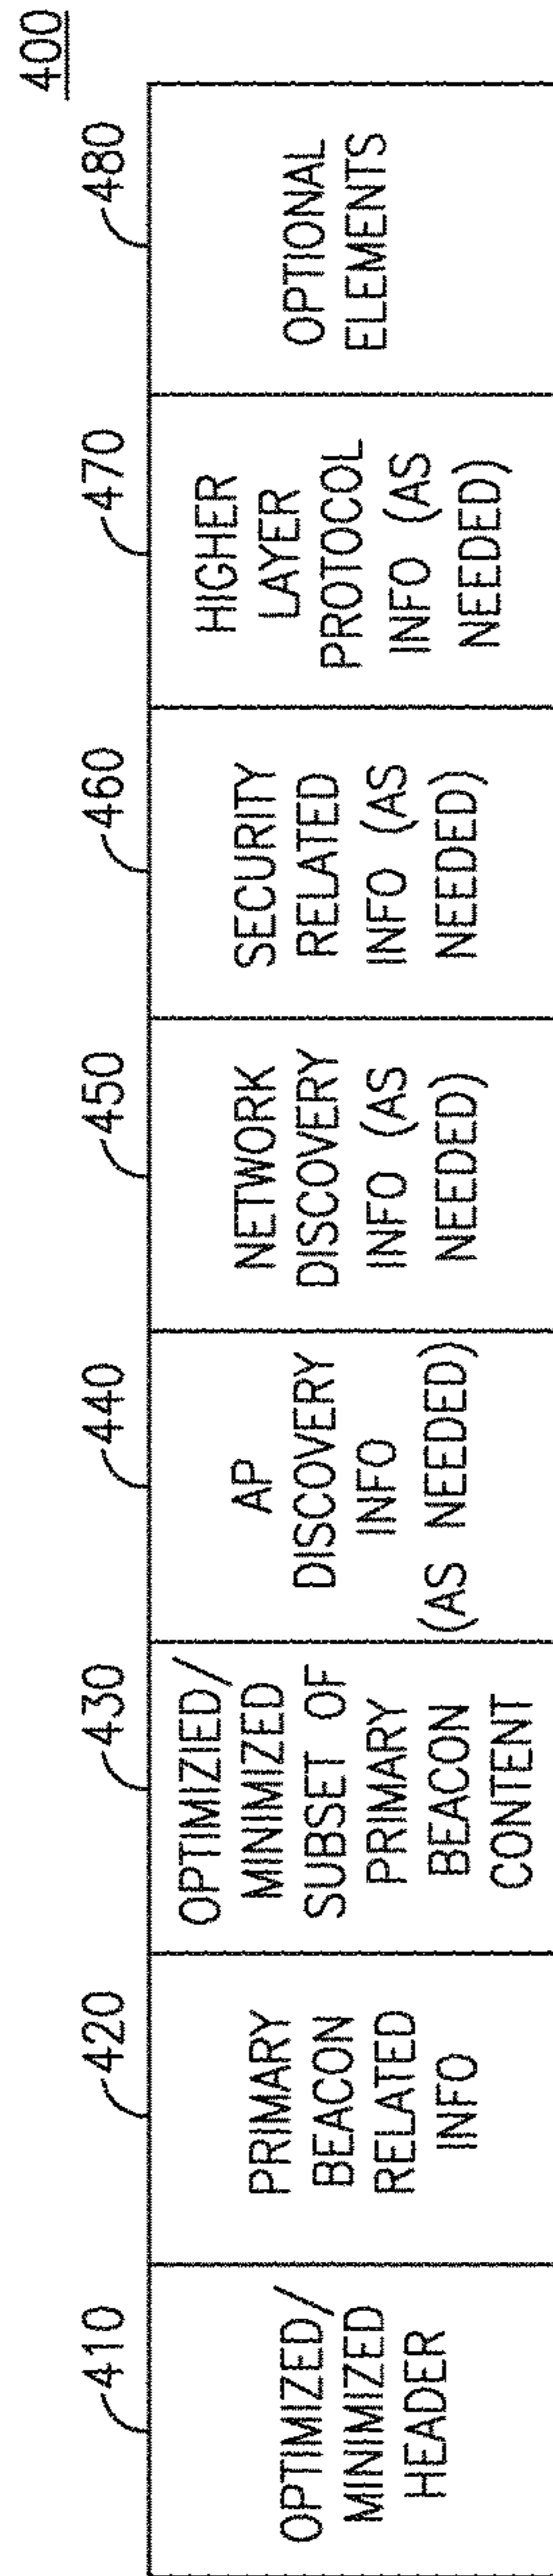 400
410
420
430
440
450
460
470
480
OPTIMIZED/
MINIMIZED
HEADER
PRIMARY
BEACON
RELATED
INFO
OPTIMIZIED/
MINIMIZED
SUBSET OF
PRIMARY
BEACON
CONTENT
AP
DISCOVERY
INFO
(AS NEEDED)
NETWORK
DISCOVERY
INFO (AS
NEEDED)
SECURITY
RELATED
INFO (AS
NEEDED)
HIGHER
LAYER
PROTOCOL
INFO (AS
NEEDED)
OPTIONAL
ELEMENTS